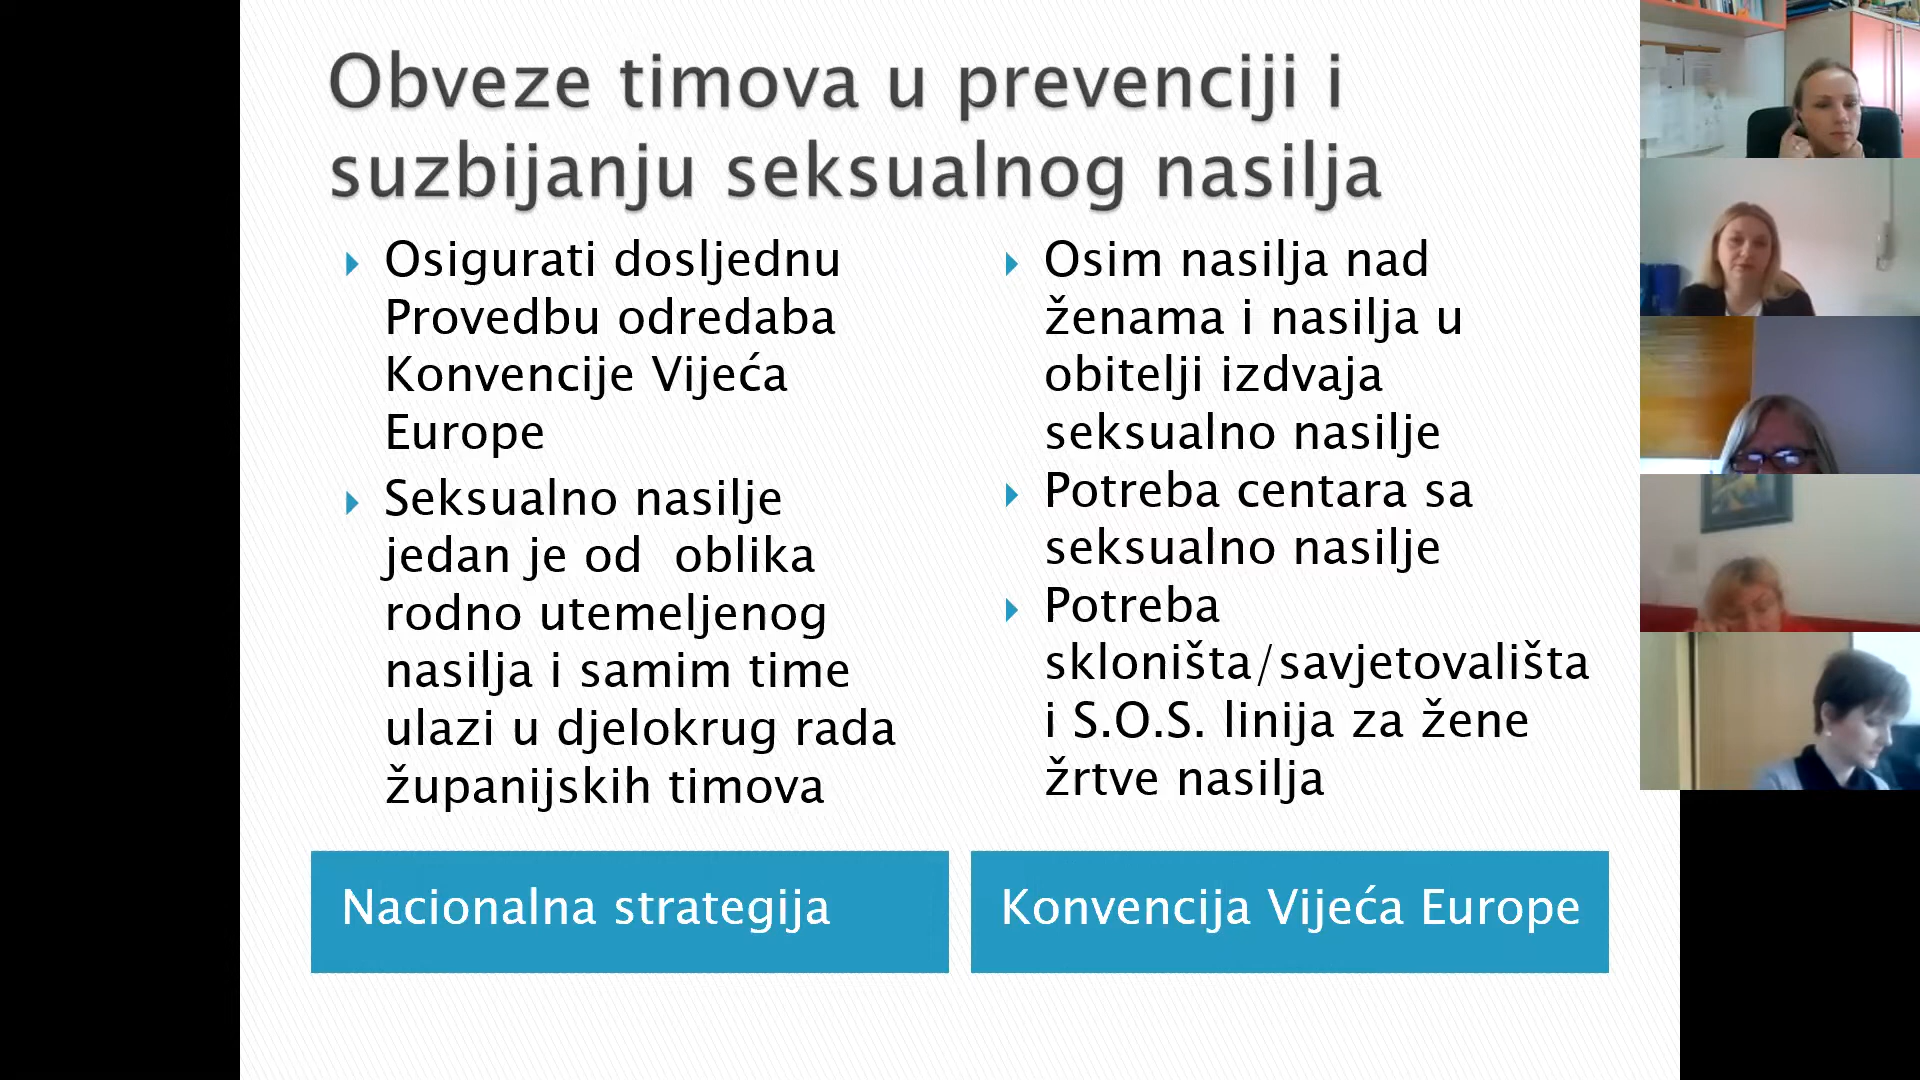 Obveze timova u prevenciji i
suzbijanju seksualnog nasilja
Osigurati dosljednu
Provedbu odredaba
Konvencije Vijeća
Europe
Seksualno nasilje
jedan je od oblika
rodno utemeljenog
nasilja i samim time
ulazi u djelokrug rada
županijskih timova
Osim nasilja nad
ženama i nasilja u
obitelji izdvaja
seksualno nasilje
Potreba centara sa
seksualno nasilje
Potreba
skloništa/savjetovališta
i S.O.S. linija za žene
žrtve nasilja
Nacionalna strategija
Konvencija Vijeća Europe